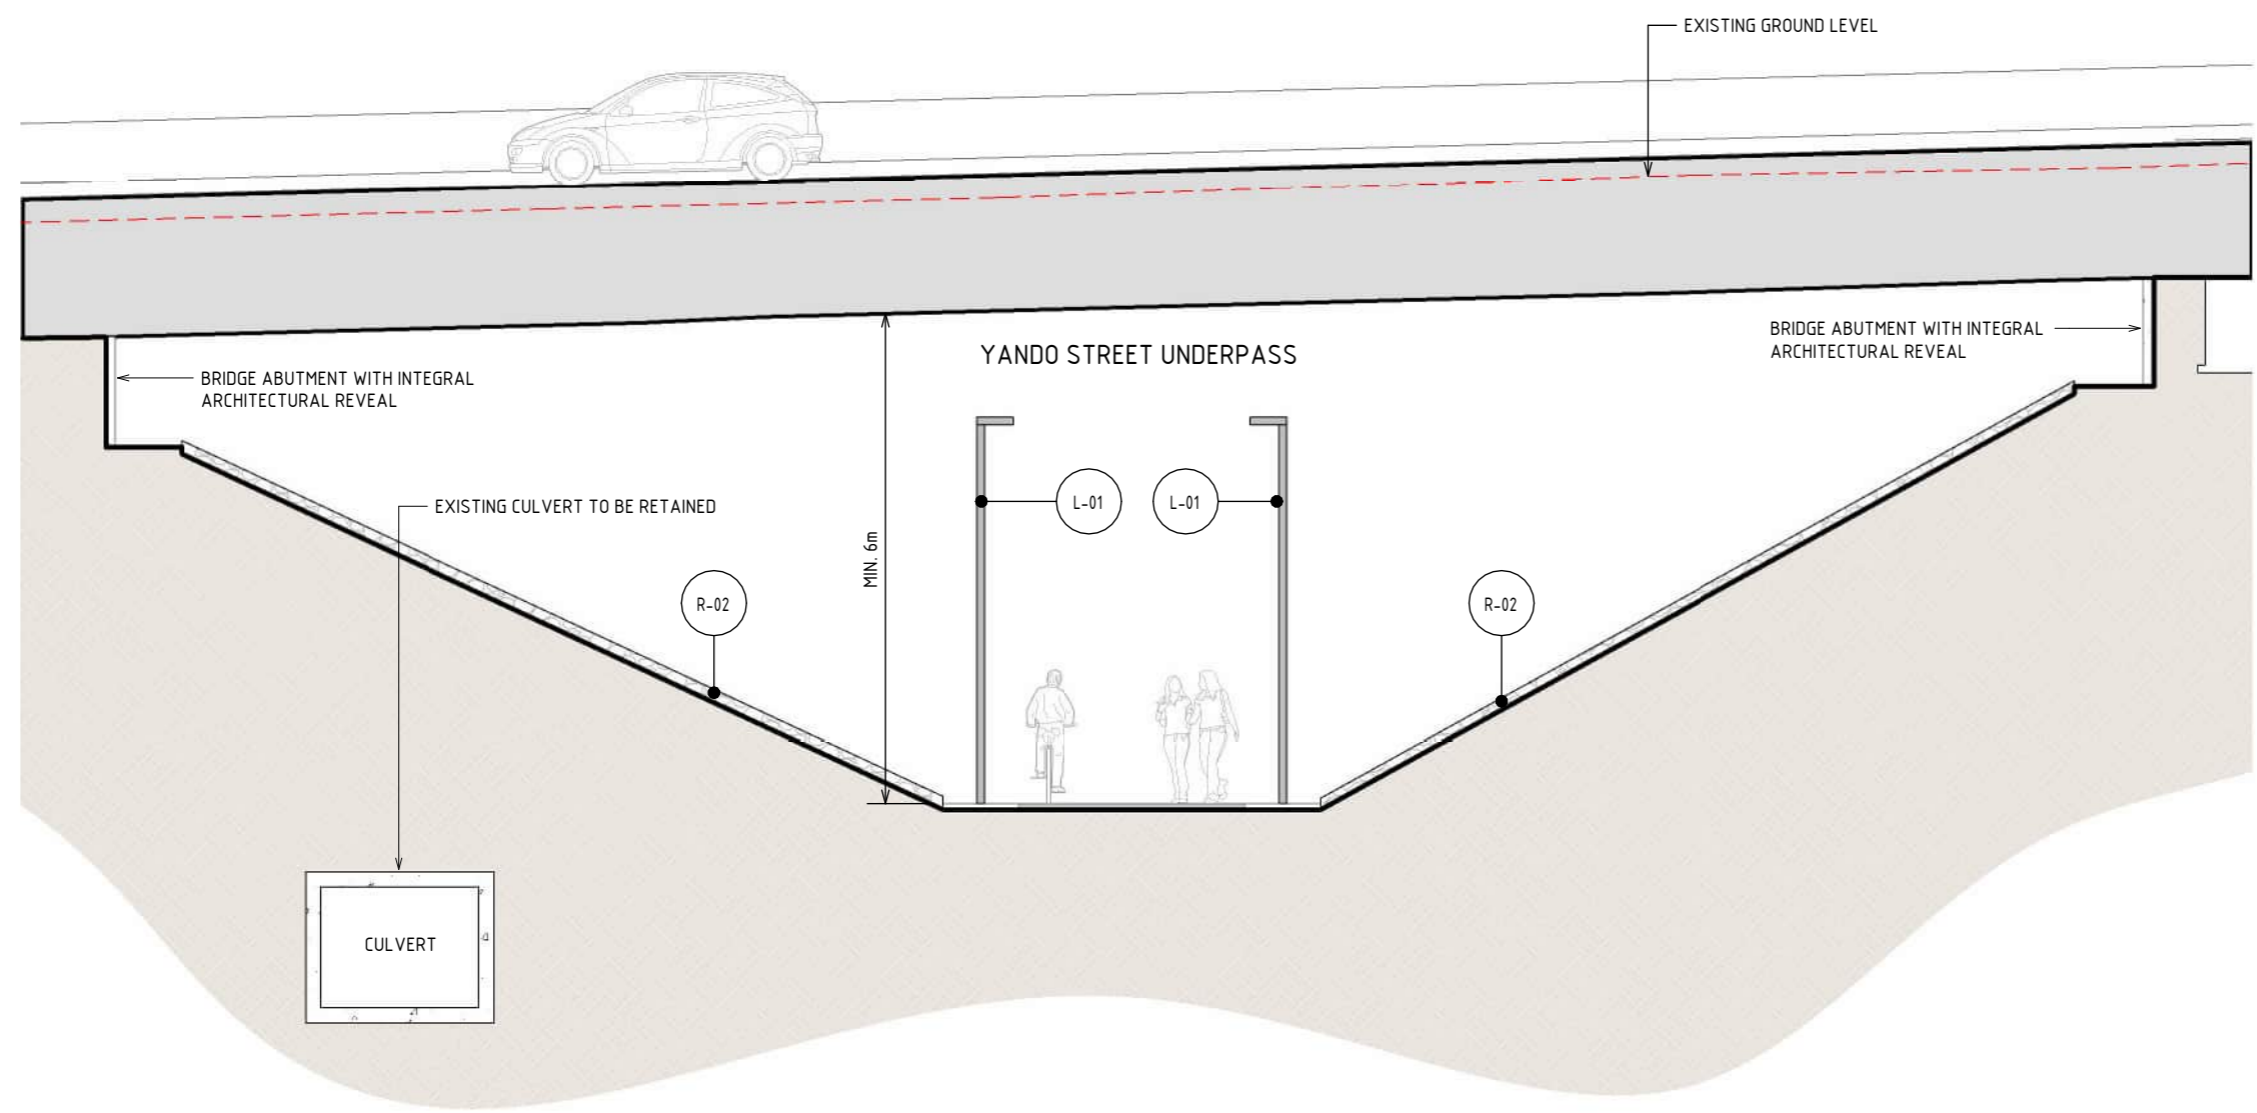 EXISTING GROUND LEVEL
BRIDGE ABUTMENT WITH INTEGRAL
ARCHITECTURAL REVEAL
YANDO STREET UNDERPASS
BRIDGE ABUTMENT WITH INTEGRAL
ARCHITECTURAL REVEAL
EXISTING CULVERT TO BE RETAINED
L-01
L-01
MIN. 6m
R-02
R-02
CULVERT